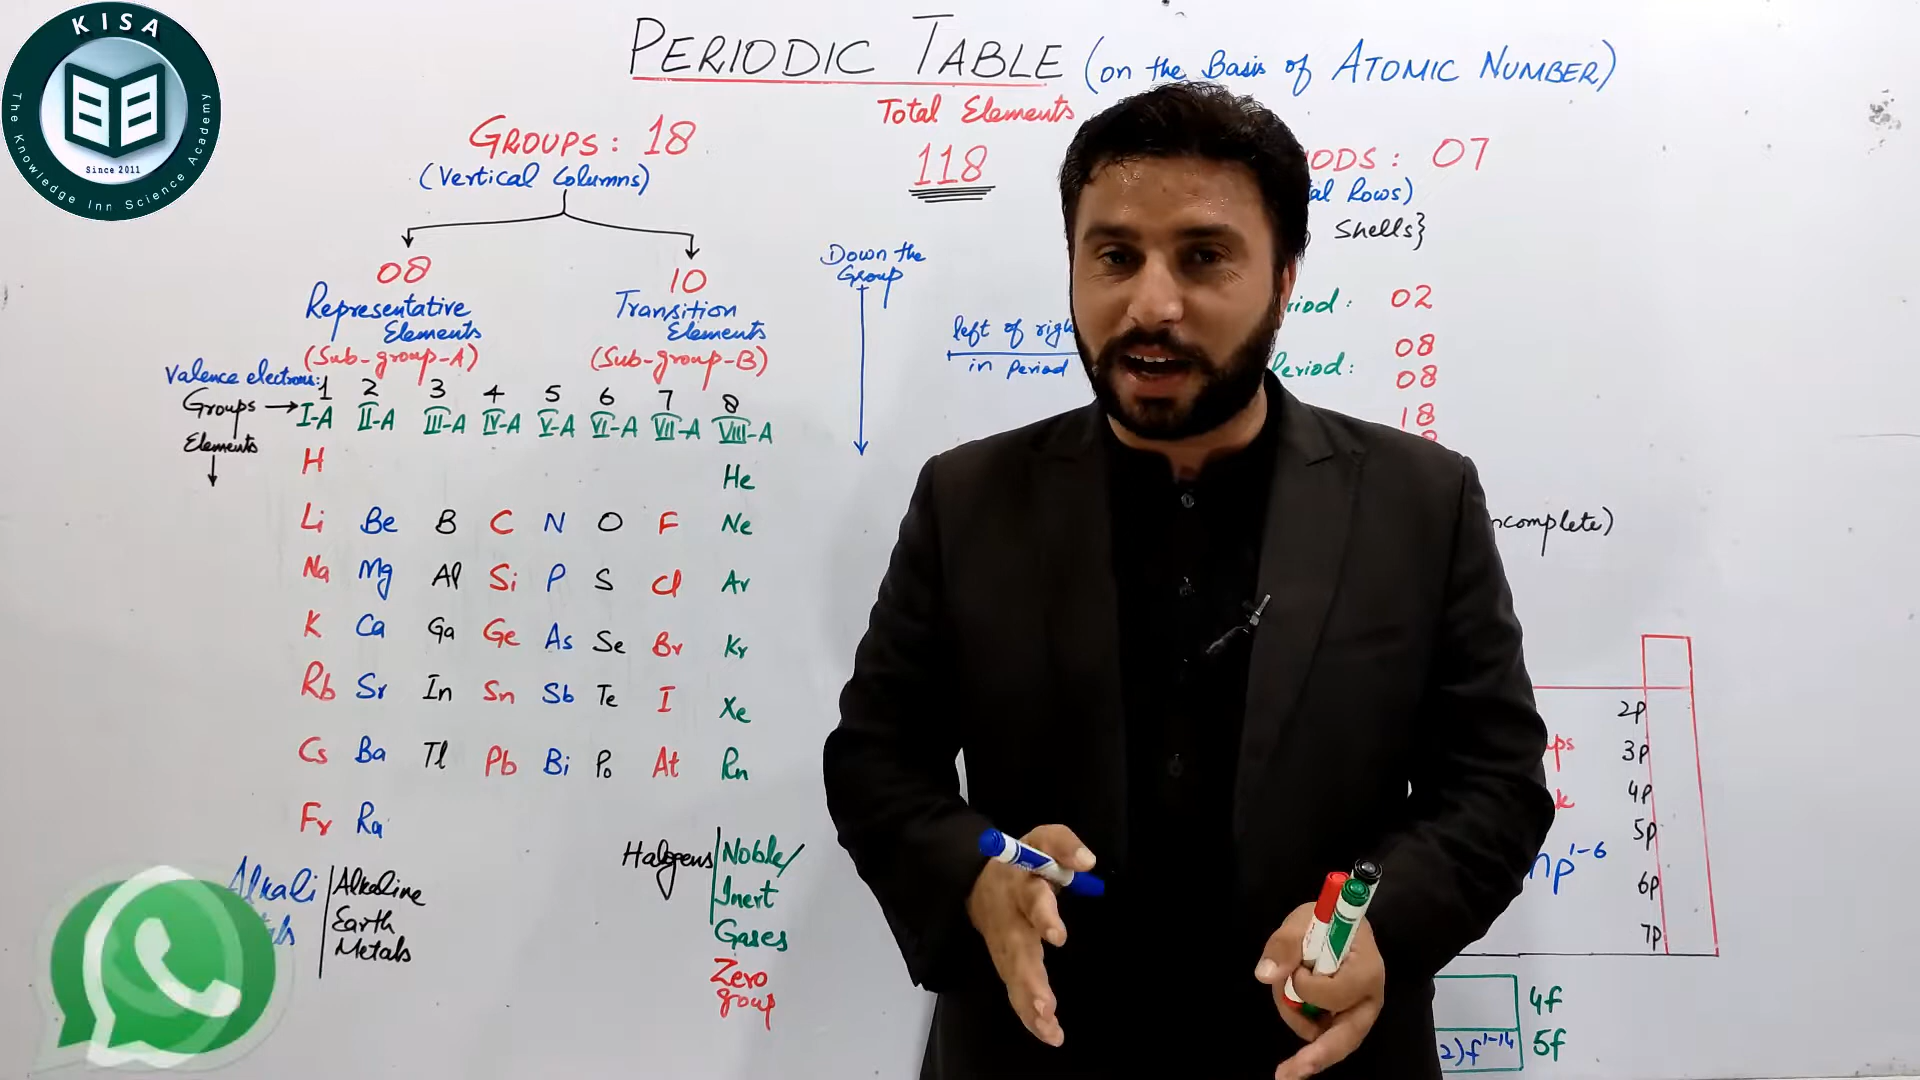 KISA
The Knowledge Inn Science Academy
Since 2011
PERIODIC TABLE (on the Basis of ATOMIC NUMBER)
Total Elements
118
GROUPS: 18
(Vertical Columns)
08
Representative
Elements
(Sub-group-A)
10
Transition
Elements
(Sub-group-B)
Valence electrons: 1 2 3 4 5 6 7 8
Groups → I-A II-A III-A IV-A V-A VI-A VII-A VIII-A
Elements
H He
Li Be B C N O F Ne
Na Mg Al Si P S Cl Ar
K Ca Ga Ge As Se Br Kr
Rb Sr In Sn Sb Te I Xe
Cs Ba Tl Pb Bi Po At Rn
Fr Ra
Alkali
Alkaline
Earth
Metals
Halogens
Noble/
Inert
Gases
Zero
group
Down the
Group
left of
in Period
: 07
Rows)
Shells}
: 02
08
: 08
18
2p
3p
4p
5p
np¹⁻⁶
6p
7p
4f
2)f¹⁻¹⁴ 5f